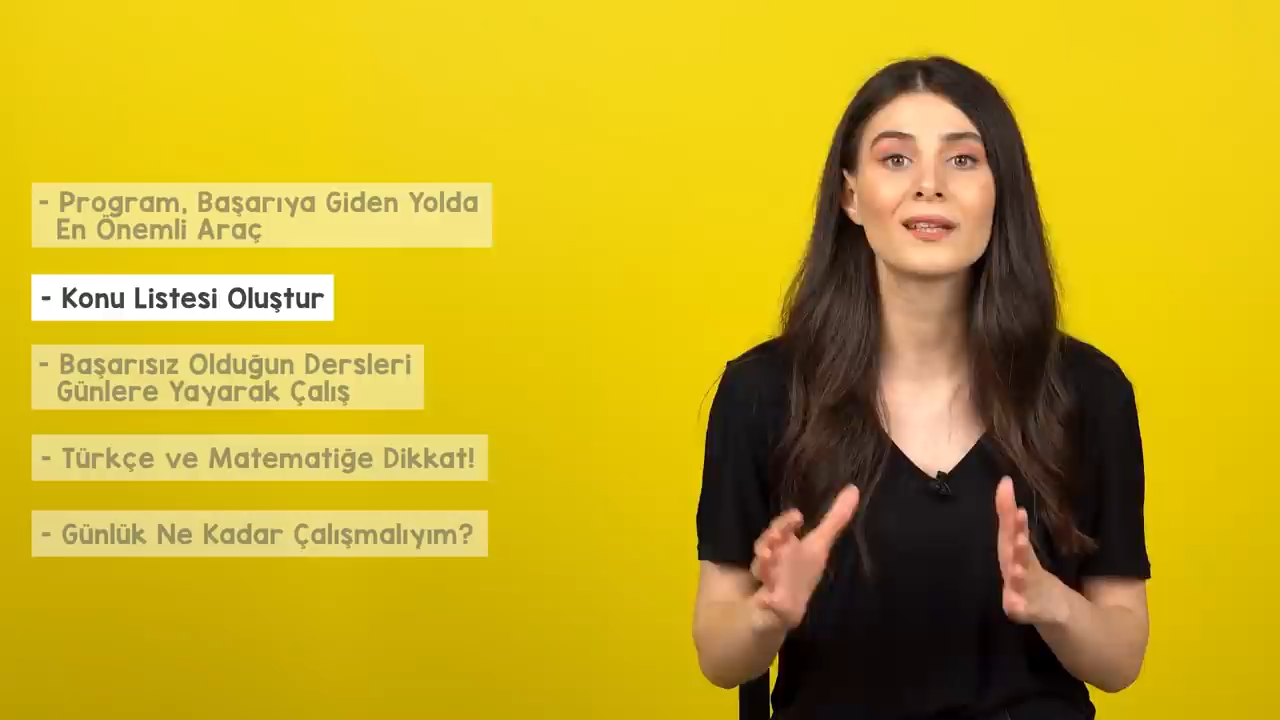 - Program, Başarıya Giden Yolda
En Önemli Araç
- Konu Listesi Oluştur
- Başarısız Olduğun Dersleri
Günlere Yayarak Çalış
- Türkçe ve Matematiğe Dikkat!
- Günlük Ne Kadar Çalışmalıyım?